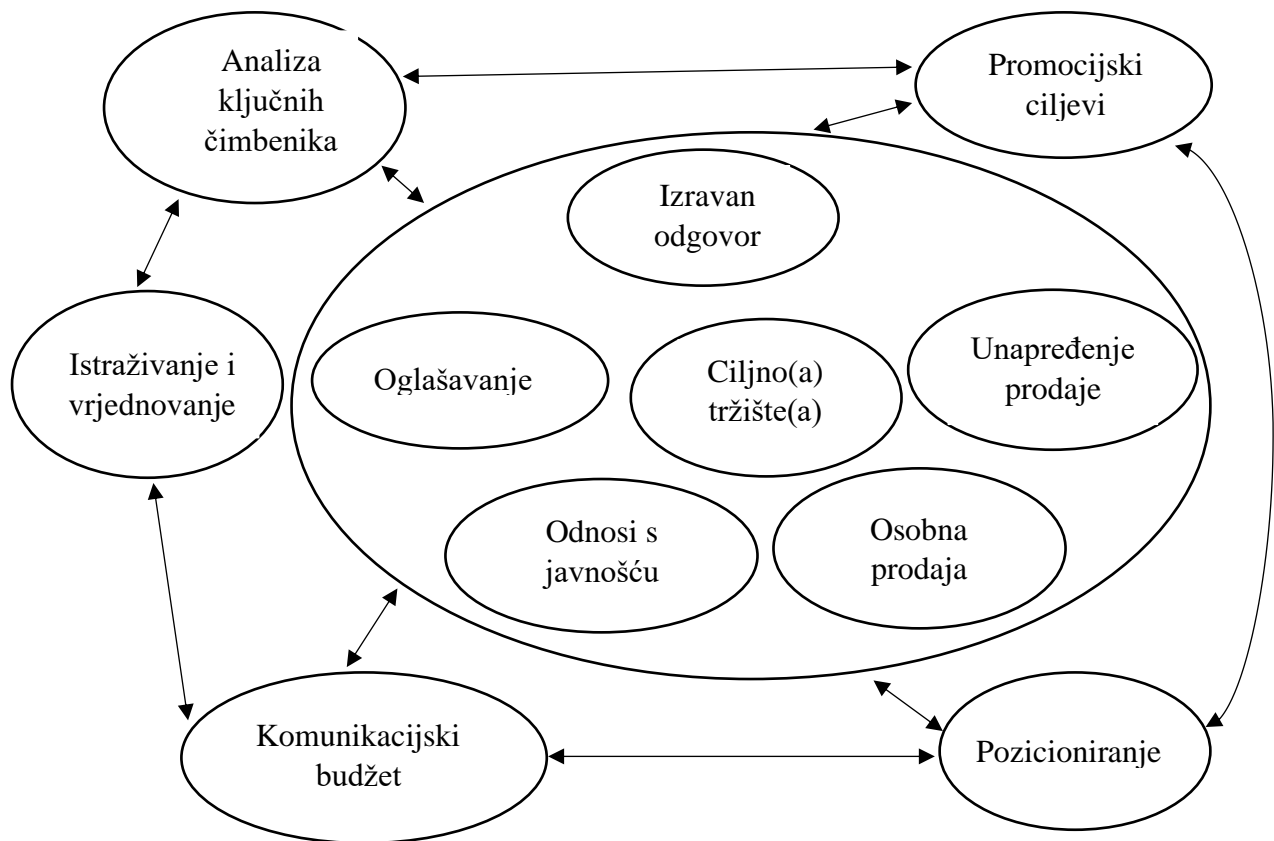 Analiza
ključnih
čimbenika
Promocijski
ciljevi
Izravan
odgovor
Istraživanje i
vrjednovanje
Oglašavanje
Ciljno(a)
tržište(a)
Unapređenje
prodaje
Odnosi s
javnošću
Osobna
prodaja
Komunikacijski
budžet
Pozicioniranje